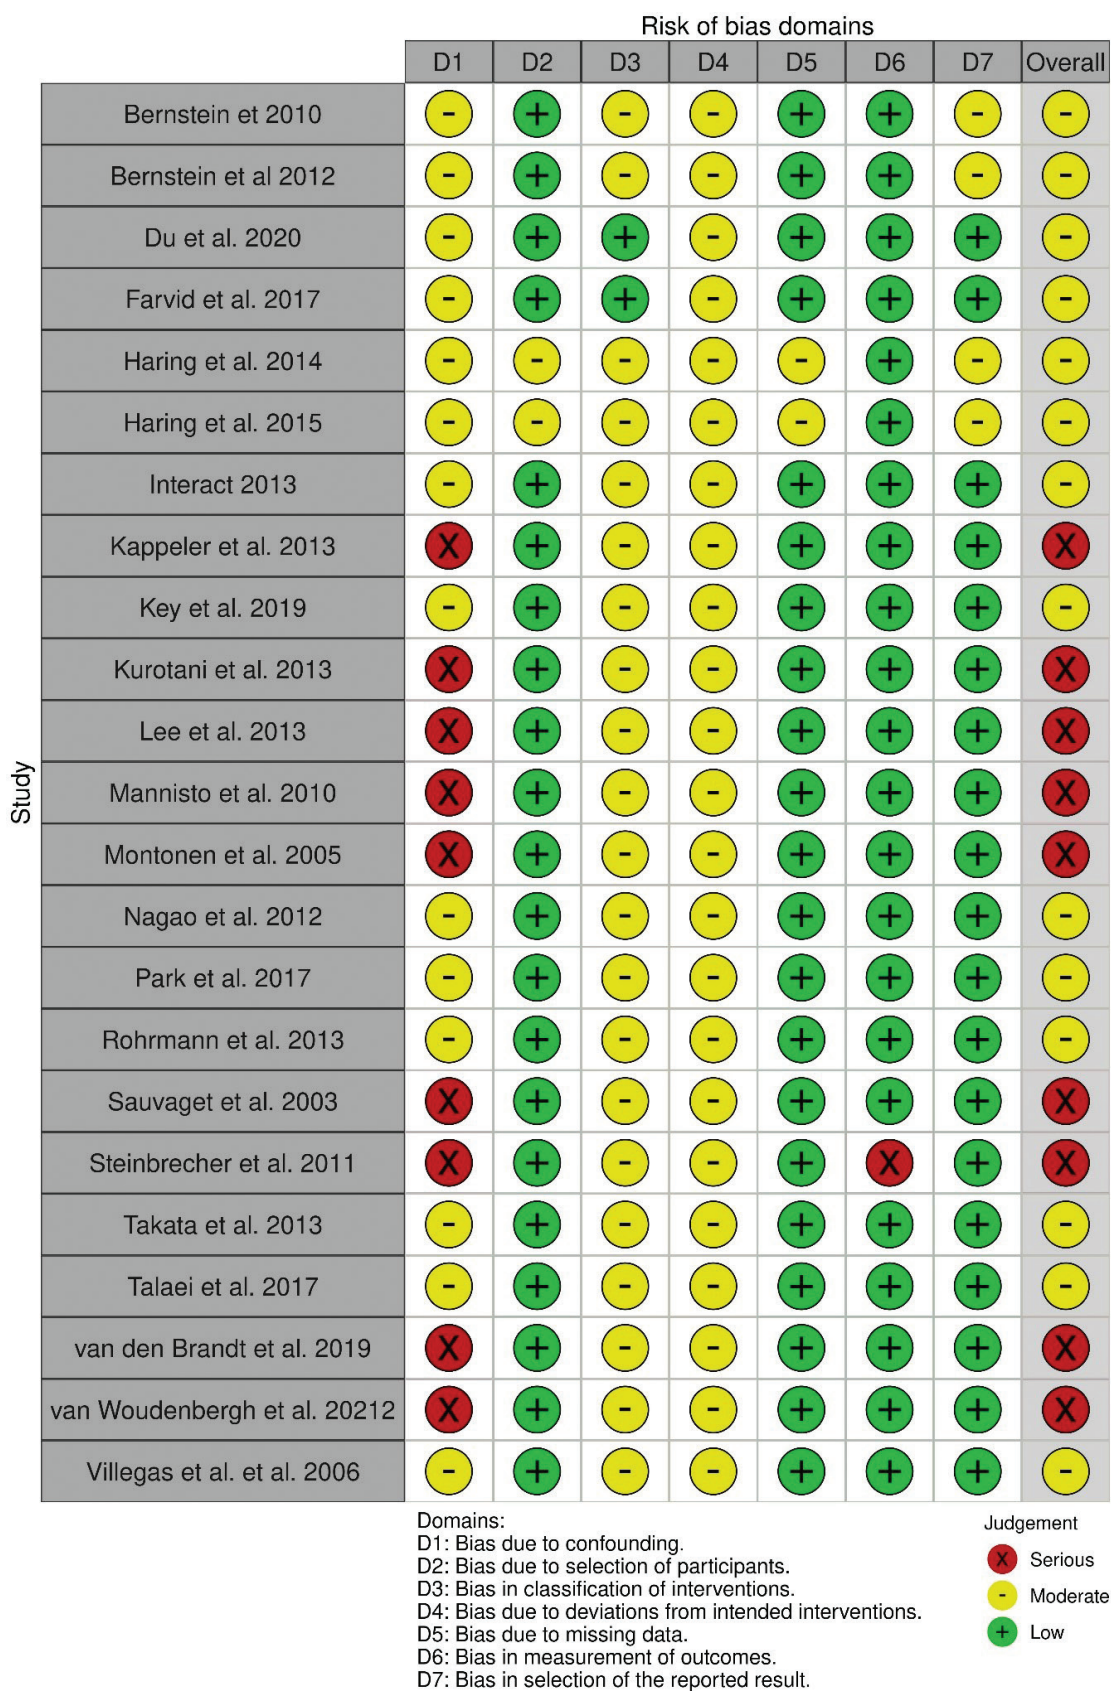 Risk of bias domains
D1 D2 D3 D4 D5 D6 D7 Overall
Study
Bernstein et 2010 - + - - + + - -
Bernstein et al 2012 - + - - + + - -
Du et al. 2020 - + + - + + + -
Farvid et al. 2017 - + + - + + + -
Haring et al. 2014 - - - - - + - -
Haring et al. 2015 - - - - - + - -
Interact 2013 - + - - + + + -
Kappeler et al. 2013 X + - - + + + X
Key et al. 2019 - + - - + + + -
Kurotani et al. 2013 X + - - + + + X
Lee et al. 2013 X + - - + + + X
Mannisto et al. 2010 X + - - + + + X
Montonen et al. 2005 X + - - + + + X
Nagao et al. 2012 - + - - + + + -
Park et al. 2017 - + - - + + + -
Rohrmann et al. 2013 - + - - + + + -
Sauvaget et al. 2003 X + - - + + + X
Steinbrecher et al. 2011 X + - - + X + X
Takata et al. 2013 - + - - + + + -
Talaei et al. 2017 - + - - + + + -
van den Brandt et al. 2019 X + - - + + + X
van Woudenbergh et al. 20212 X + - - + + + X
Villegas et al. et al. 2006 - + - - + + + -
Domains:
D1: Bias due to confounding.
D2: Bias due to selection of participants.
D3: Bias in classification of interventions.
D4: Bias due to deviations from intended interventions.
D5: Bias due to missing data.
D6: Bias in measurement of outcomes.
D7: Bias in selection of the reported result.
Judgement
X Serious
- Moderate
+ Low